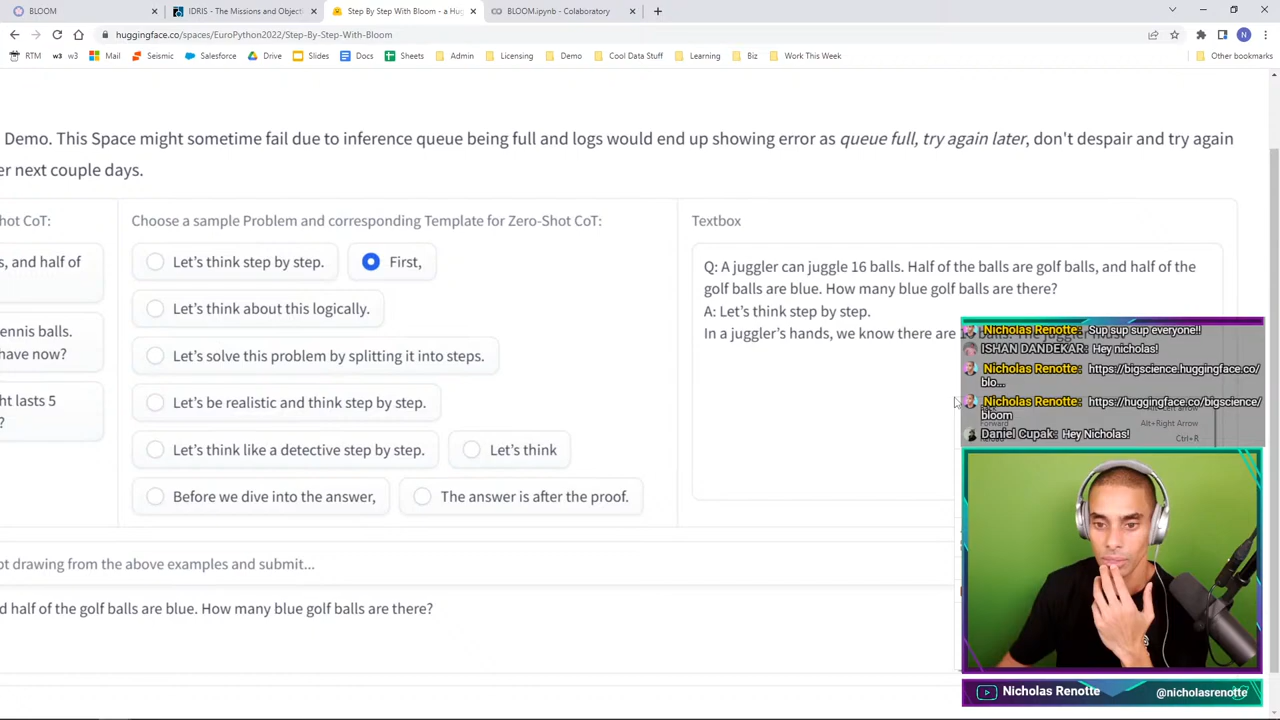 BLOOM
IDRIS - The Missions and Objecti
Step By Step With Bloom - a Hug
BLOOM.ipynb - Colaboratory
huggingface.co/spaces/EuroPython2022/Step-By-Step-With-Bloom
RTM
w3
Mail
Seismic
Salesforce
Drive
Slides
Docs
Sheets
Admin
Licensing
Demo
Cool Data Stuff
Learning
Biz
Work This Week
Other bookmarks
Demo. This Space might sometime fail due to inference queue being full and logs would end up showing error as queue full, try again later, don't despair and try again
er next couple days.
hot CoT:
s, and half of
ennis balls.
have now?
ht lasts 5
?
Choose a sample Problem and corresponding Template for Zero-Shot CoT:
Let’s think step by step.
First,
Let’s think about this logically.
Let’s solve this problem by splitting it into steps.
Let’s be realistic and think step by step.
Let’s think like a detective step by step.
Let’s think
Before we dive into the answer,
The answer is after the proof.
Textbox
Q: A juggler can juggle 16 balls. Half of the balls are golf balls, and half of the
golf balls are blue. How many blue golf balls are there?
A: Let’s think step by step.
In a juggler’s hands, we know there are
ot drawing from the above examples and submit...
d half of the golf balls are blue. How many blue golf balls are there?
Nicholas Renotte: Sup sup sup everyone!!
ISHAN DANDEKAR: Hey nicholas!
Nicholas Renotte: https://bigscience.huggingface.co/
blo...
Nicholas Renotte: https://huggingface.co/bigscience/
bloom
Alt+Right Arrow
Daniel Cupak: Hey Nicholas!
Ctrl+R
Nicholas Renotte
@nicholasrenotte